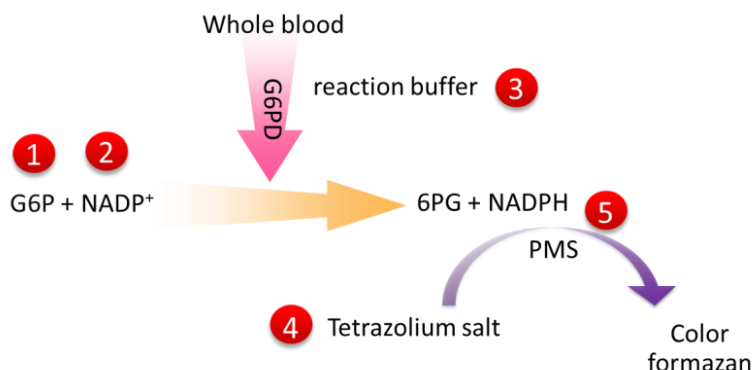 Whole blood
G6PD
reaction buffer 3
1 2
G6P + NADP⁺
6PG + NADPH 5
PMS
4 Tetrazolium salt
Color
formazan